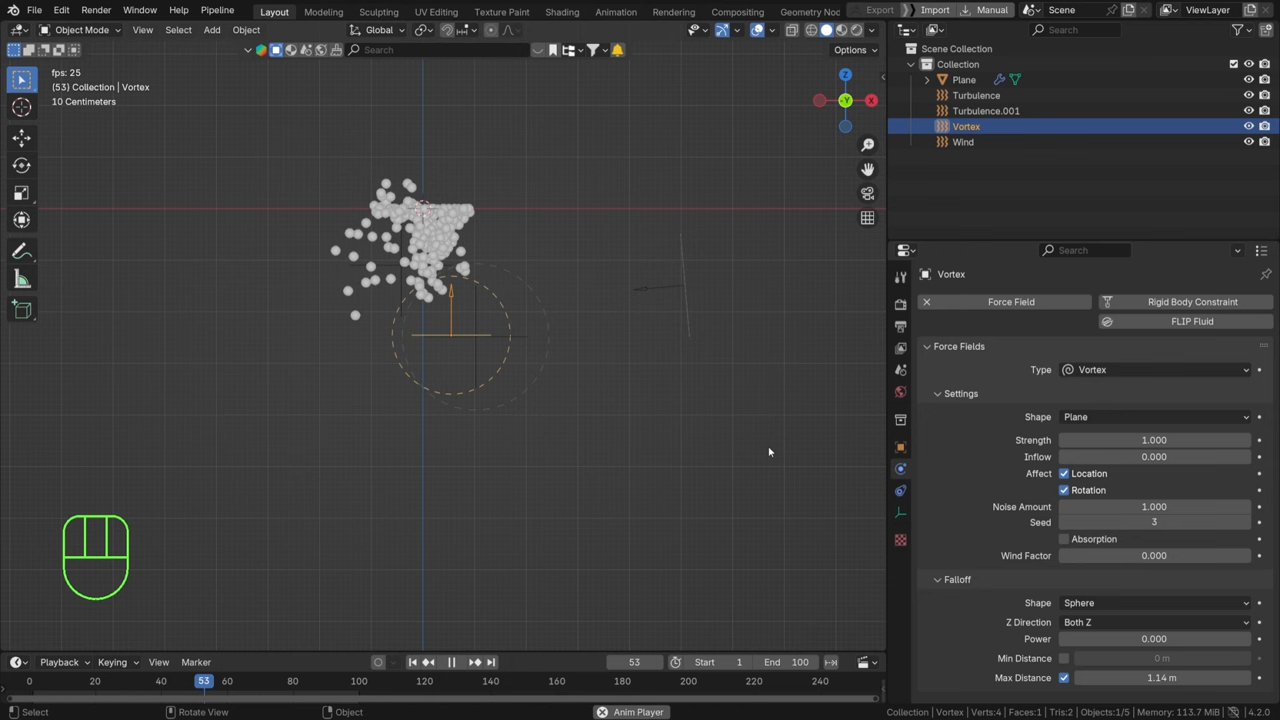 File Edit Render Window Help Pipeline Layout Modeling Sculpting UV Editing Texture Paint Shading Animation Rendering Compositing Geometry Noc Export Import Manual Scene ViewLayer
Object Mode View Select Add Object Global Search
Search Options
fps: 25
(53) Collection | Vortex
10 Centimeters
Z
X
-Y
Scene Collection
Collection
Plane
Turbulence
Turbulence.001
Vortex
Wind
Search
Vortex
Force Field Rigid Body Constraint
FLIP Fluid
Force Fields
Type Vortex
Settings
Shape Plane
Strength 1.000
Inflow 0.000
Affect Location
Rotation
Noise Amount 1.000
Seed 3
Absorption
Wind Factor 0.000
Falloff
Shape Sphere
Z Direction Both Z
Power 0.000
Min Distance 0 m
Max Distance 1.14 m
Playback Keying View Marker 53 Start 1 End 100
0 20 40 53 60 80 100 120 140 160 180 200 220 240
Select Rotate View Object Anim Player Collection | Vortex | Verts:4 | Faces:1 | Tris:2 | Objects:1/5 | Memory: 113.7 MiB | 4.2.0